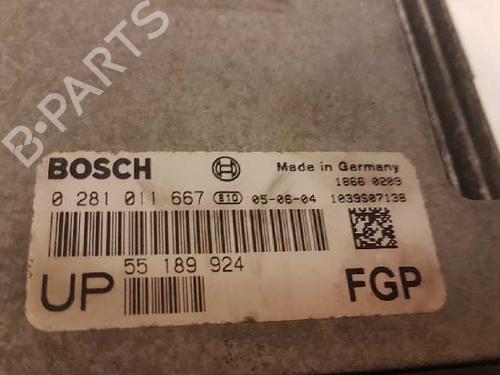 B-PARTS
BOSCH
Made in Germany
1866 0209
0 281 011 667 810 05-06-04 1039S07138
55 189 924
UP
FGP